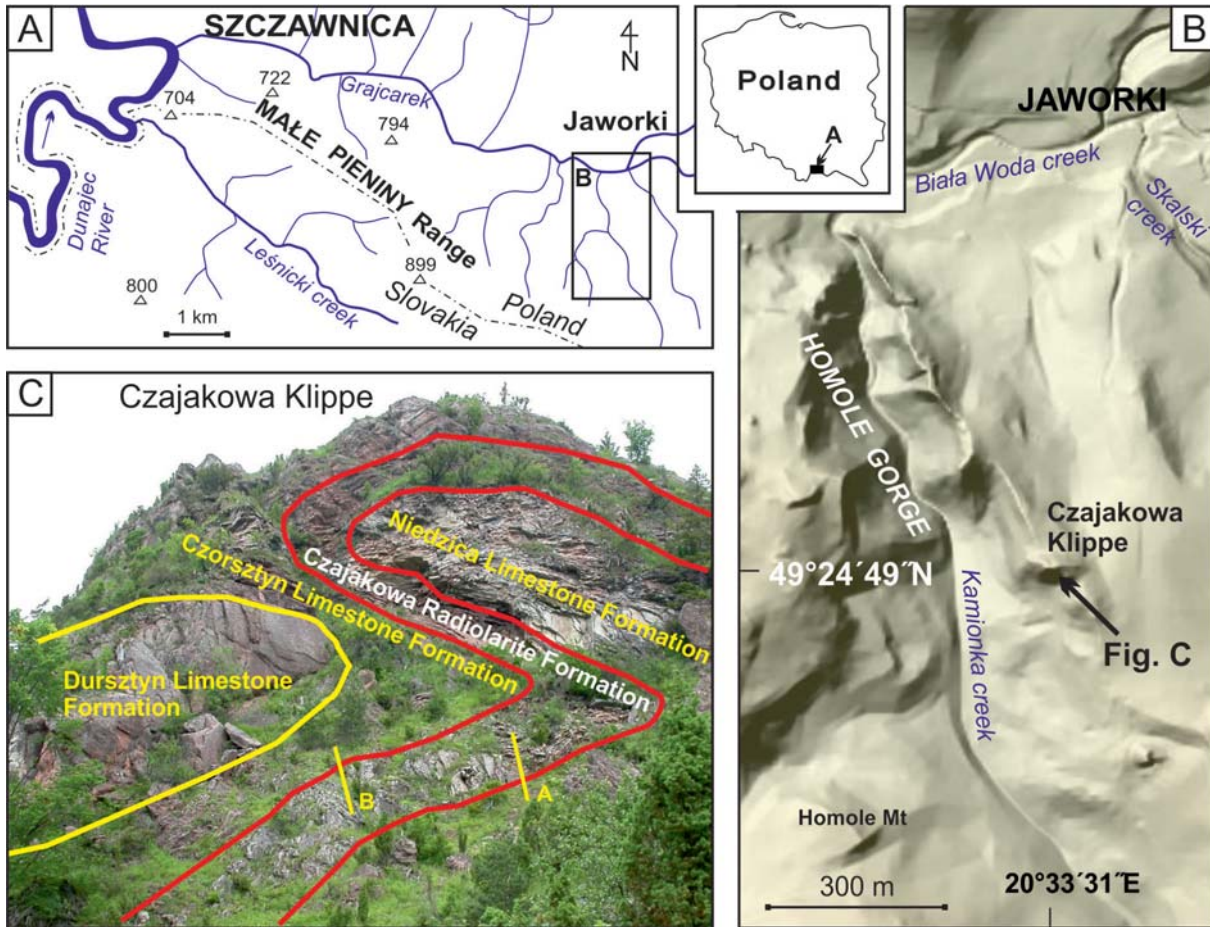 A
SZCZAWNICA
N
722
704
Grajcarek
MAŁE PIENINY Range
794
Jaworki
B
Dunajec
River
Leśnicki creek
899
800
Slovakia
Poland
1 km
Poland
A
B
JAWORKI
Biała Woda creek
Skalski
creek
HOMOLE GORGE
Czajakowa
Klippe
49°24´49˝N
Fig. C
Kamionka creek
Homole Mt
300 m
20°33´31˝E
C
Czajakowa Klippe
Niedzica Limestone Formation
Czajakowa Radiolarite Formation
Czorsztyn Limestone Formation
Dursztyn Limestone
Formation
B
A